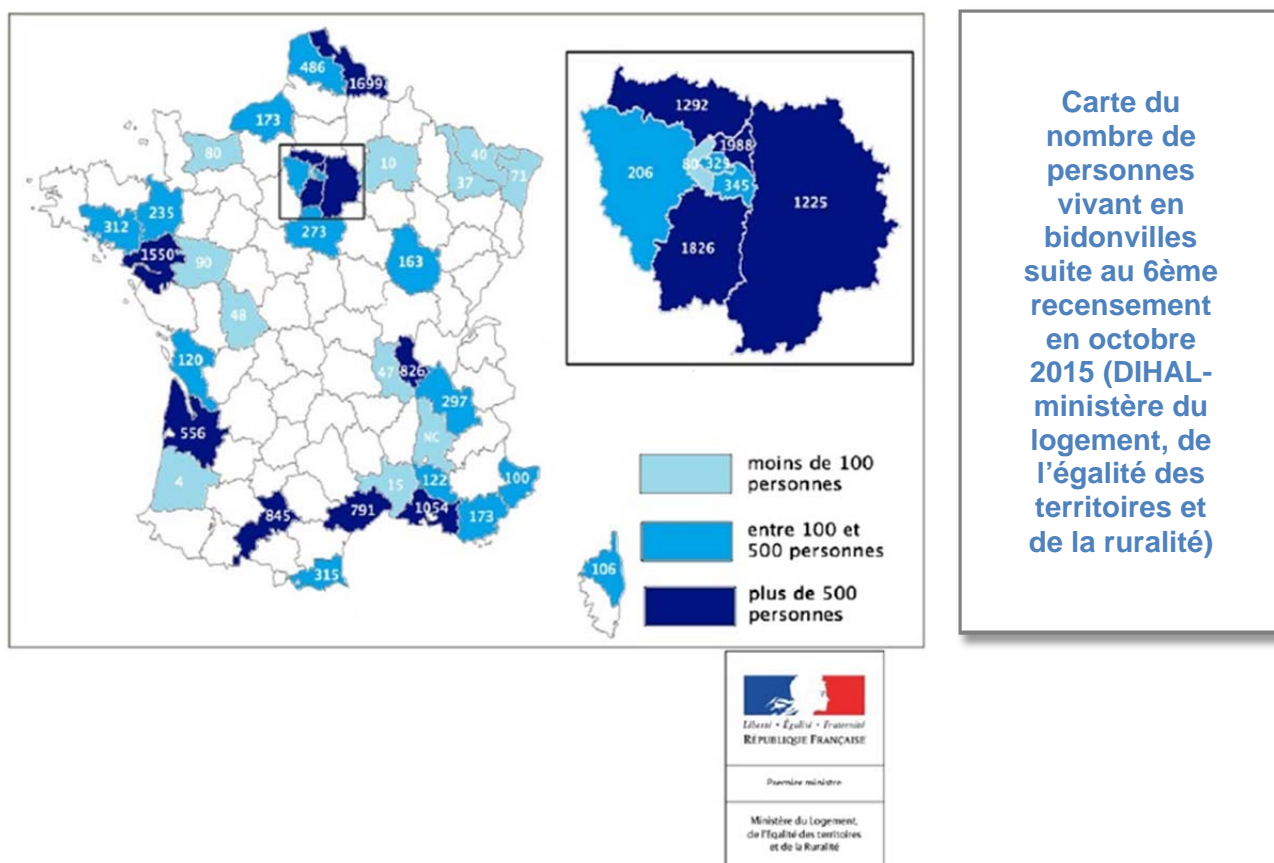 486
1699
173
80
10
40
37
71
235
312
273
1550
90
163
48
120
47
826
297
556
NC
4
15
122
100
845
791
1054
173
315
106
1292
1988
80
329
206
345
1225
1826
moins de 100
personnes
entre 100 et
500 personnes
plus de 500
personnes
Carte du
nombre de
personnes
vivant en
bidonvilles
suite au 6ème
recensement
en octobre
2015 (DIHAL-
ministère du
logement, de
l’égalité des
territoires et
de la ruralité)
Liberté • Égalité • Fraternité
RÉPUBLIQUE FRANÇAISE
Premier ministre
Ministère du Logement,
de l'Egalité des territoires
et de la Ruralité